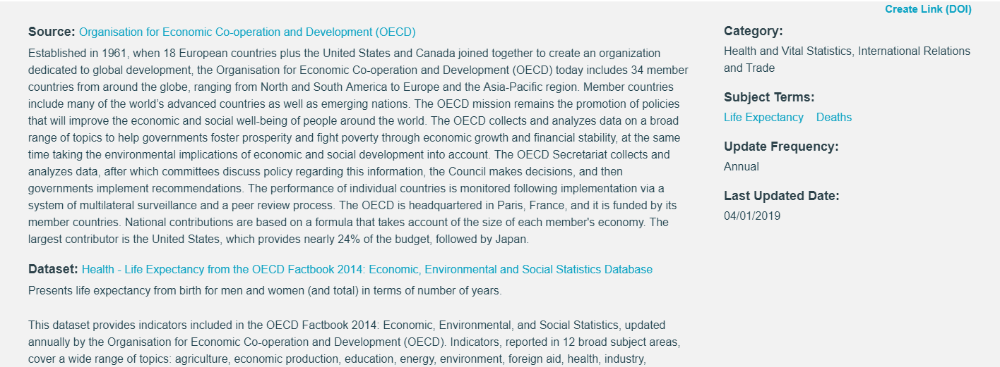 Create Link (DOI)
Source: Organisation for Economic Co-operation and Development (OECD)
Established in 1961, when 18 European countries plus the United States and Canada joined together to create an organization
dedicated to global development, the Organisation for Economic Co-operation and Development (OECD) today includes 34 member
countries from around the globe, ranging from North and South America to Europe and the Asia-Pacific region. Member countries
include many of the world’s advanced countries as well as emerging nations. The OECD mission remains the promotion of policies
that will improve the economic and social well-being of people around the world. The OECD collects and analyzes data on a broad
range of topics to help governments foster prosperity and fight poverty through economic growth and financial stability, at the same
time taking the environmental implications of economic and social development into account. The OECD Secretariat collects and
analyzes data, after which committees discuss policy regarding this information, the Council makes decisions, and then
governments implement recommendations. The performance of individual countries is monitored following implementation via a
system of multilateral surveillance and a peer review process. The OECD is headquartered in Paris, France, and it is funded by its
member countries. National contributions are based on a formula that takes account of the size of each member's economy. The
largest contributor is the United States, which provides nearly 24% of the budget, followed by Japan.
Dataset: Health - Life Expectancy from the OECD Factbook 2014: Economic, Environmental and Social Statistics Database
Presents life expectancy from birth for men and women (and total) in terms of number of years.
This dataset provides indicators included in the OECD Factbook 2014: Economic, Environmental, and Social Statistics, updated
annually by the Organisation for Economic Co-operation and Development (OECD). Indicators, reported in 12 broad subject areas,
cover a wide range of topics: agriculture, economic production, education, energy, environment, foreign aid, health, industry,
Category:
Health and Vital Statistics, International Relations
and Trade
Subject Terms:
Life Expectancy Deaths
Update Frequency:
Annual
Last Updated Date:
04/01/2019